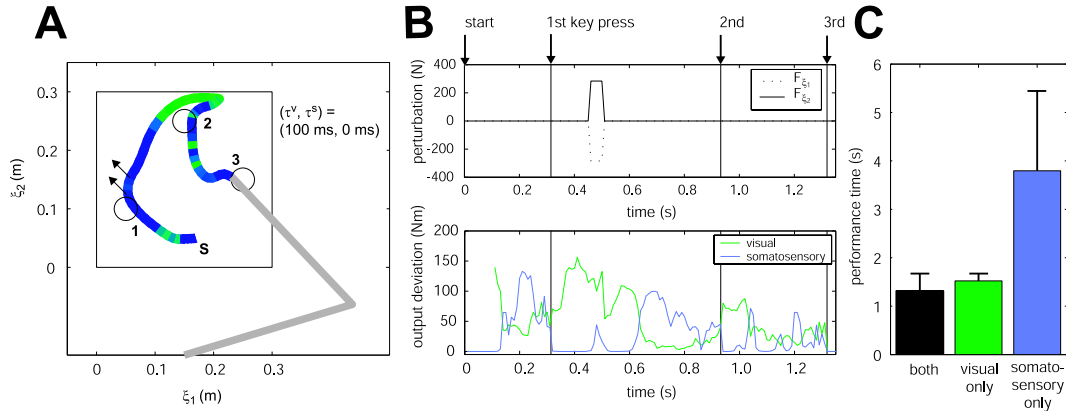 A
0.3
0.2
0.1
0
ξ2 (m)
0
0.1
0.2
0.3
ξ1 (m)
(τv, τs) =
(100 ms, 0 ms)
1
2
3
S
B
start
1st key press
2nd
3rd
400
200
0
-200
-400
perturbation (N)
Fξ1
Fξ2
0
0.2
0.4
0.6
0.8
1.0
1.2
time (s)
200
150
100
50
0
output deviation (Nm)
visual
somatosensory
0
0.2
0.4
0.6
0.8
1.0
1.2
time (s)
C
6
5
4
3
2
1
0
performance time (s)
both
visual
only
somato-
sensory
only